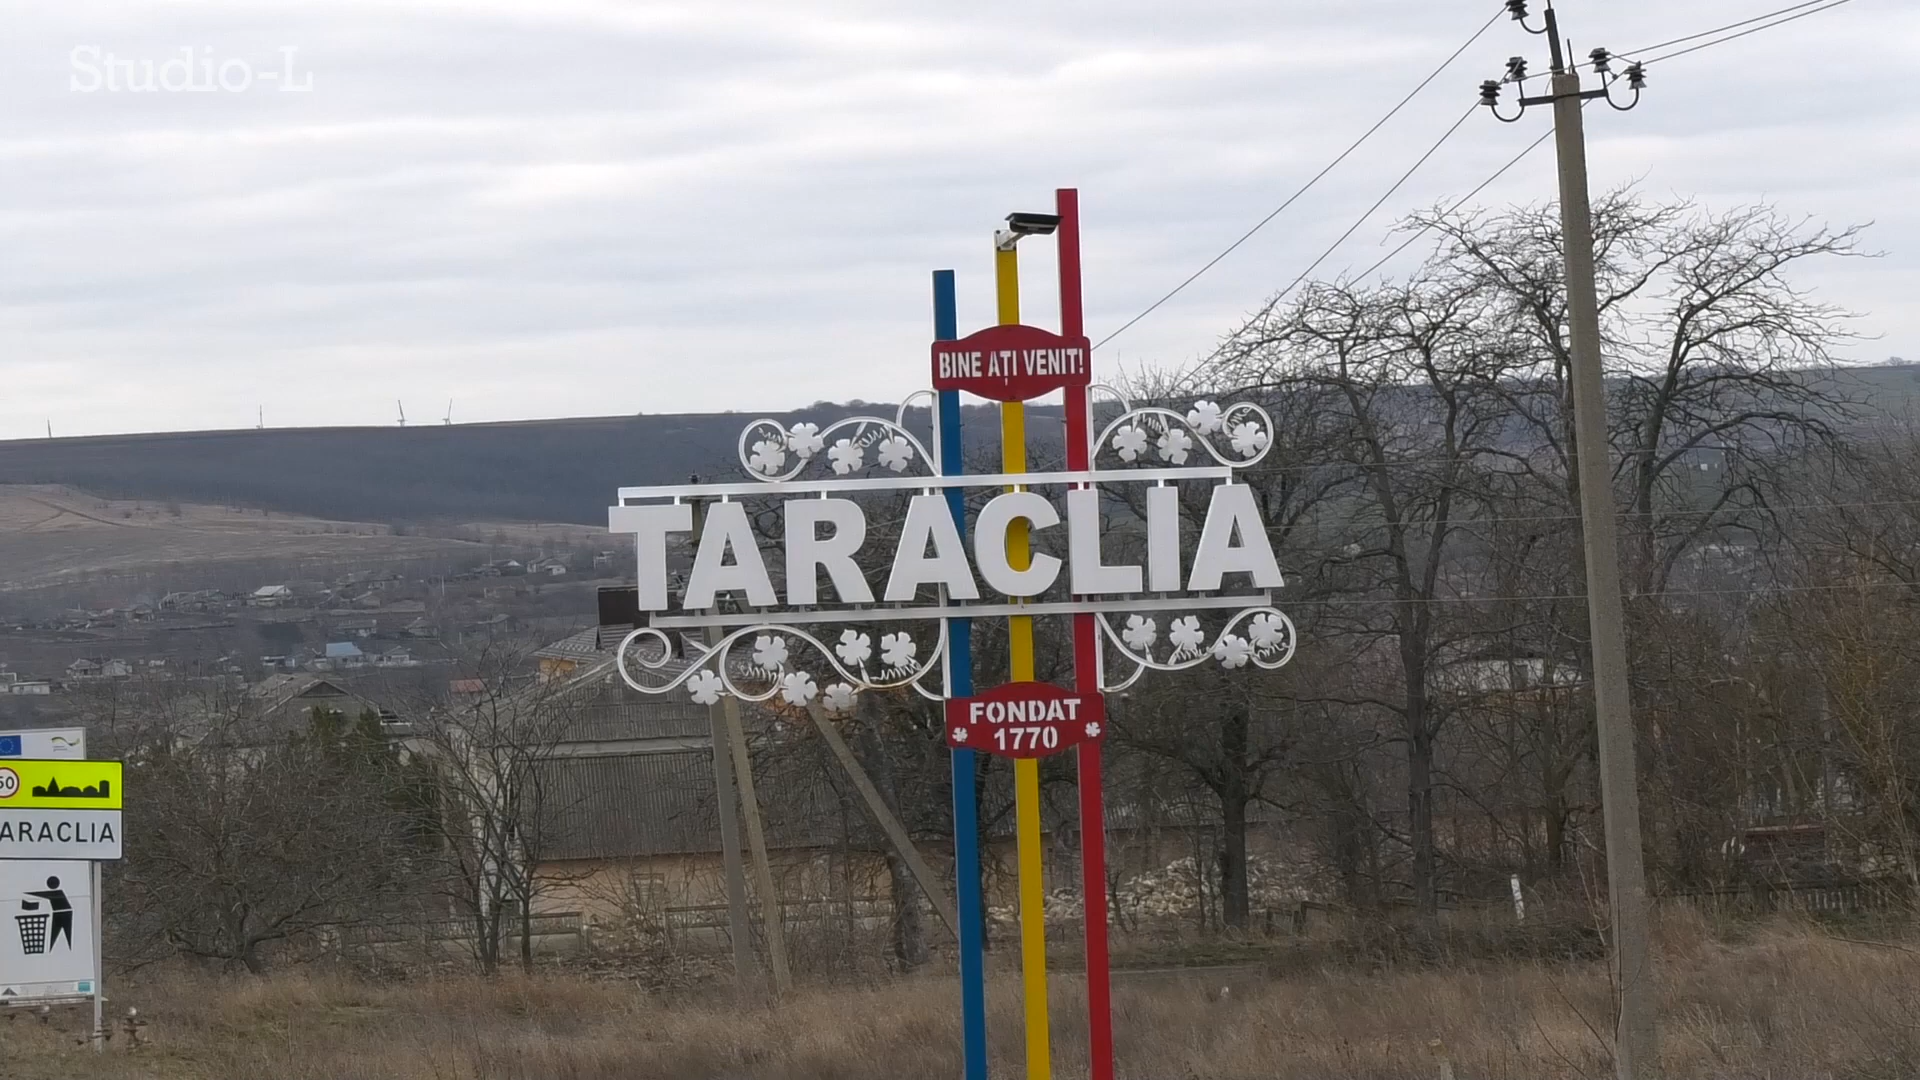 Studio-L
BINE AȚI VENIT!
TARACLIA
FONDAT
1770
50
ARACLIA